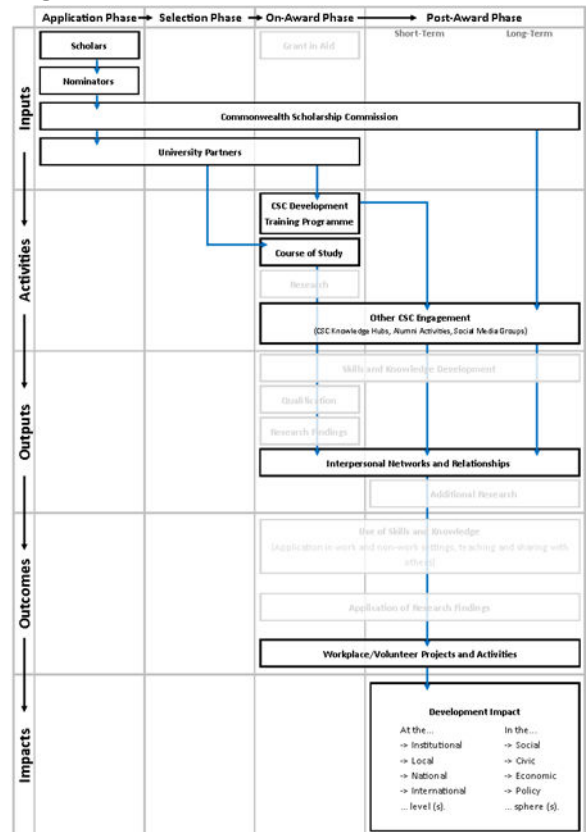 Application Phase
Selection Phase
On-Award Phase
Post-Award Phase
Short-Term
Long-Term
Inputs
Scholars
Grant in Aid
Nominators
Commonwealth Scholarship Commission
University Partners
Activities
CSC Development
Training Programme
Course of Study
Research
Other CSC Engagement
(CSC Knowledge Hubs, Alumni Activities, Social Media Groups)
Outputs
Skills and Knowledge Development
Qualification
Research Findings
Interpersonal Networks and Relationships
Additional Research
Outcomes
Use of Skills and Knowledge
(Application in work and non-work settings, teaching and sharing with
others)
Application of Research Findings
Workplace/Volunteer Projects and Activities
Impacts
Development Impact
At the...
-> Institutional
-> Local
-> National
-> International
... level (s).
In the...
-> Social
-> Civic
-> Economic
-> Policy
... sphere (s).